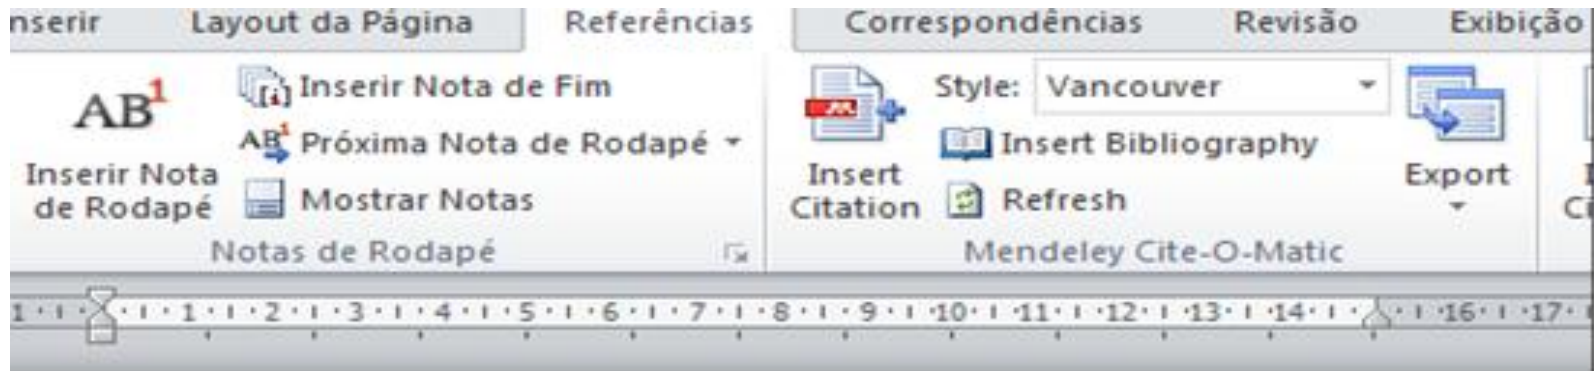 nserir Layout da Página Referências Correspondências Revisão Exibição
AB1 Inserir Nota de Fim Style: Vancouver
AB1 Próxima Nota de Rodapé Insert Bibliography
Inserir Nota de Rodapé Mostrar Notas Insert Citation Refresh Export
Notas de Rodapé Mendeley Cite-O-Matic
1 1 2 3 4 5 6 7 8 9 10 11 12 13 14 16 17